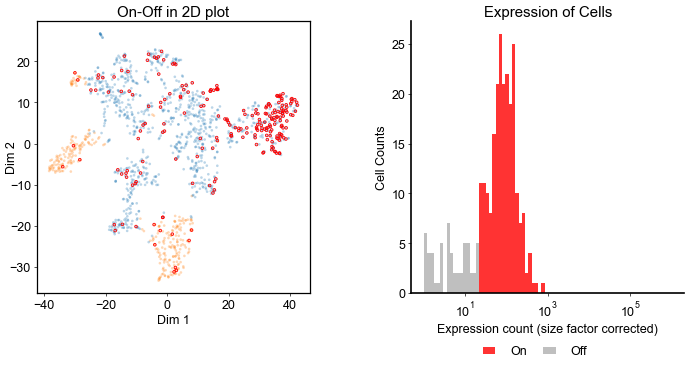 On-Off in 2D plot
Dim 2
20
10
0
−10
−20
−30
−40
−20
0
20
40
Dim 1
Expression of Cells
Cell Counts
25
20
15
10
5
0
10¹
10³
10⁵
Expression count (size factor corrected)
On
Off